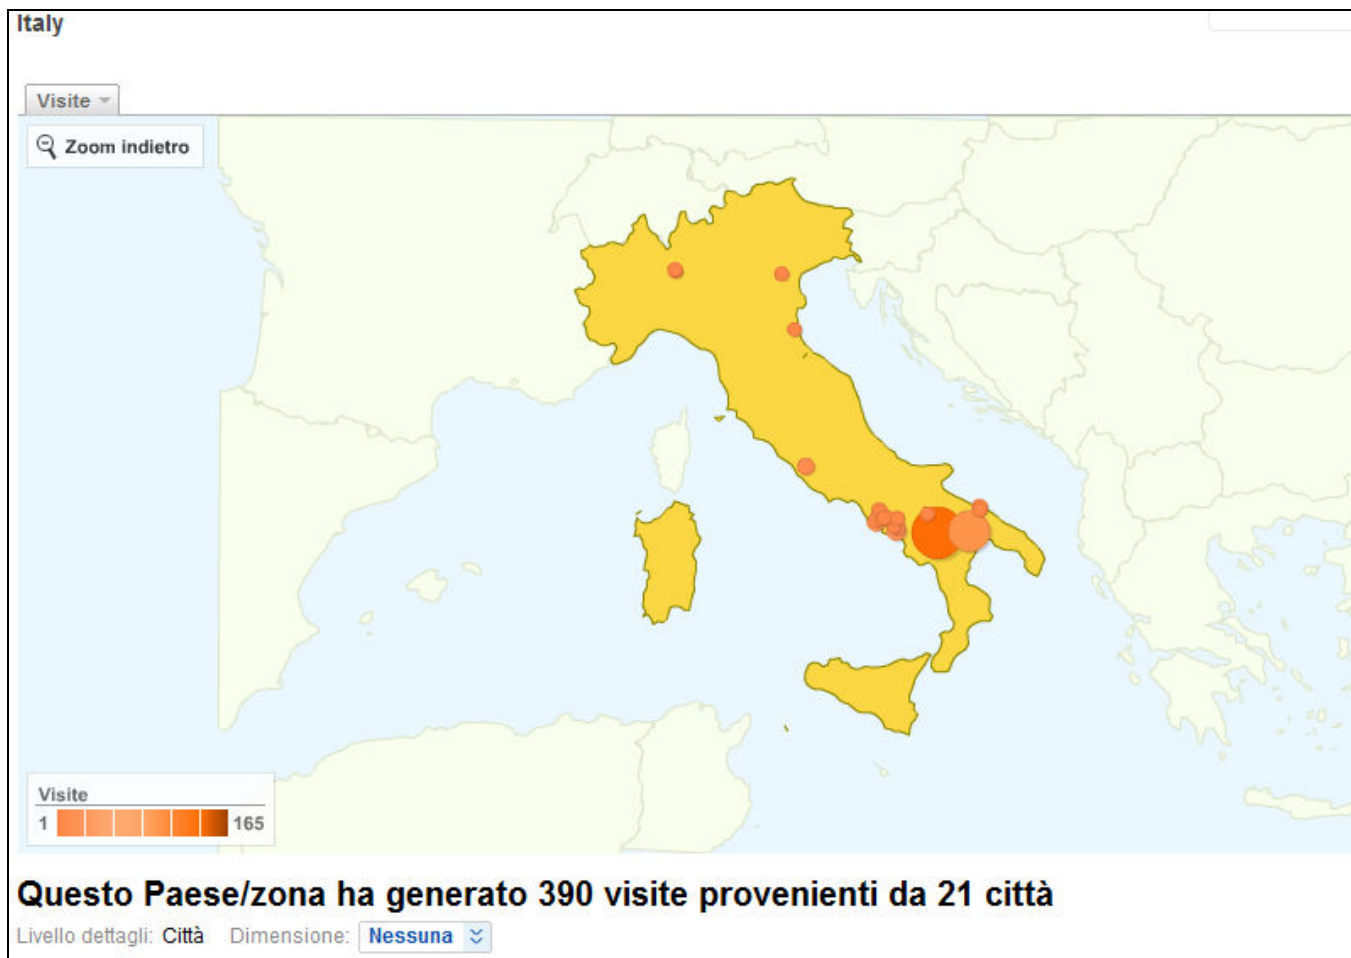 Italy
Visite
Zoom indietro
Visite
1 165
Questo Paese/zona ha generato 390 visite provenienti da 21 città
Livello dettagli: Città Dimensione: Nessuna